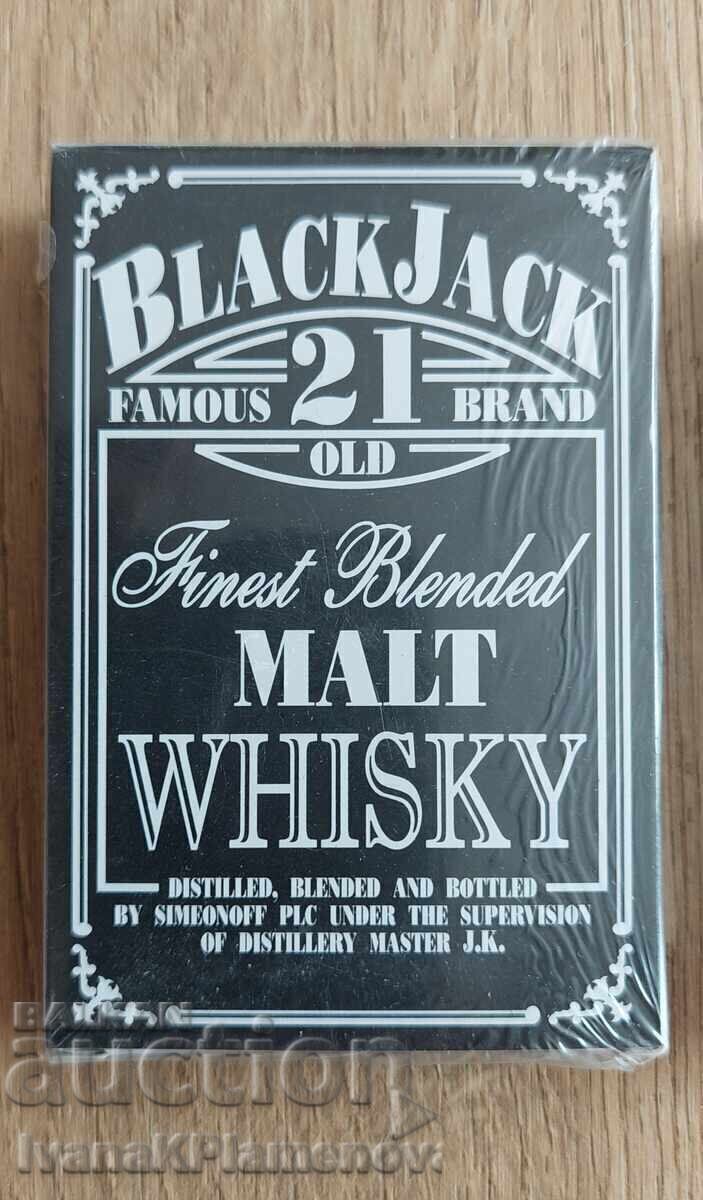 BLACKJACK
FAMOUS 21 BRAND
OLD
Finest Blended
MALT
WHISKY
DISTILLED, BLENDED AND BOTTLED
BY SIMEONOFF PLC UNDER THE SUPERVISION
OF DISTILLERY MASTER J.K.
BALKAN
auction
IvanaKPlamenova